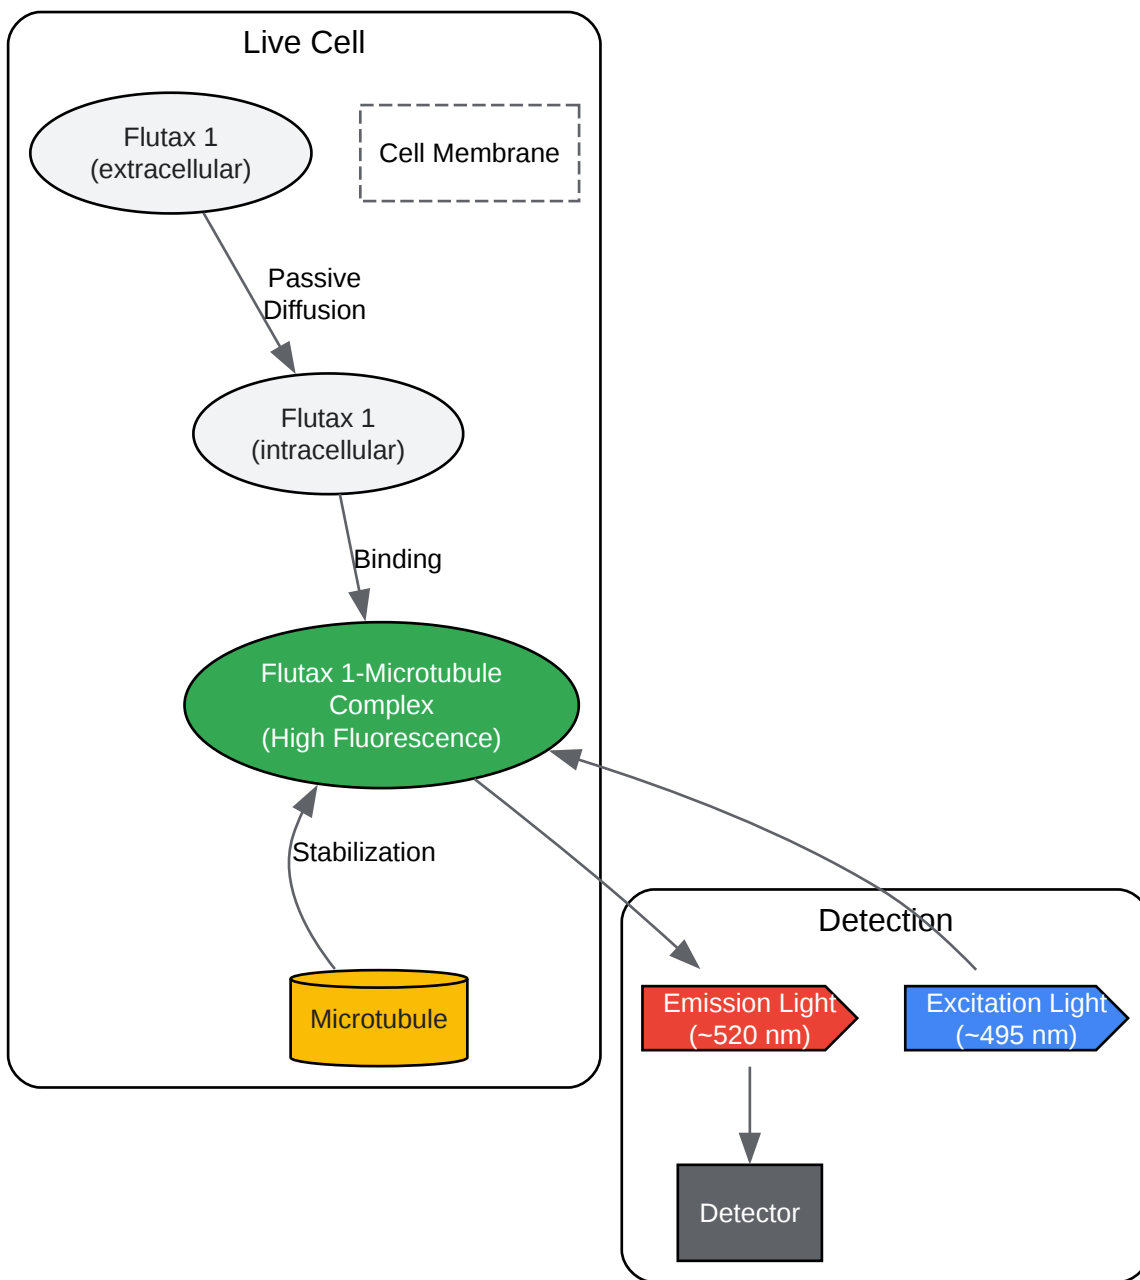 Live Cell
Flutax 1
(extracellular)
Cell Membrane
Passive
Diffusion
Flutax 1
(intracellular)
Binding
Flutax 1-Microtubule
Complex
(High Fluorescence)
Stabilization
Microtubule
Detection
Emission Light
(~520 nm)
Excitation Light
(~495 nm)
Detector